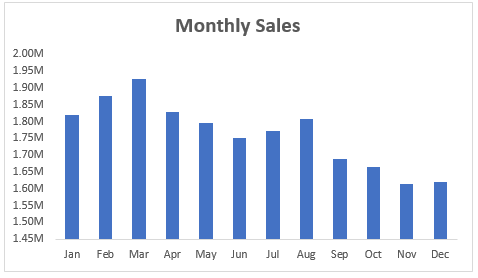 Monthly Sales
2.00M
1.95M
1.90M
1.85M
1.80M
1.75M
1.70M
1.65M
1.60M
1.55M
1.50M
1.45M
Jan Feb Mar Apr May Jun Jul Aug Sep Oct Nov Dec